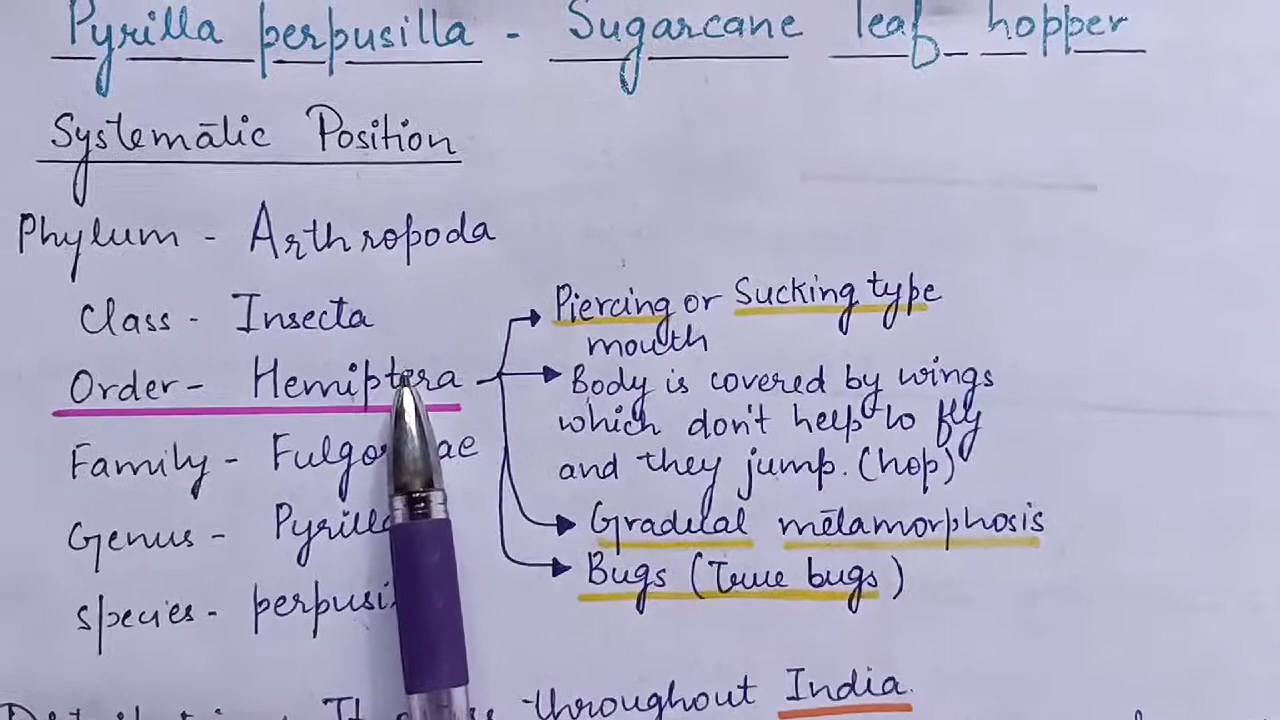 Pyrilla perpusilla - Sugarcane leaf hopper
Systematic Position
Phylum - Arthropoda
Class - Insecta
Order - Hemiptera
Family -
Genus -
Species -
Piercing or Sucking type
mouth
Body is covered by wings
which don't help to fly
and they jump. (hop)
Gradual metamorphosis
Bugs (True bugs)
throughout India.